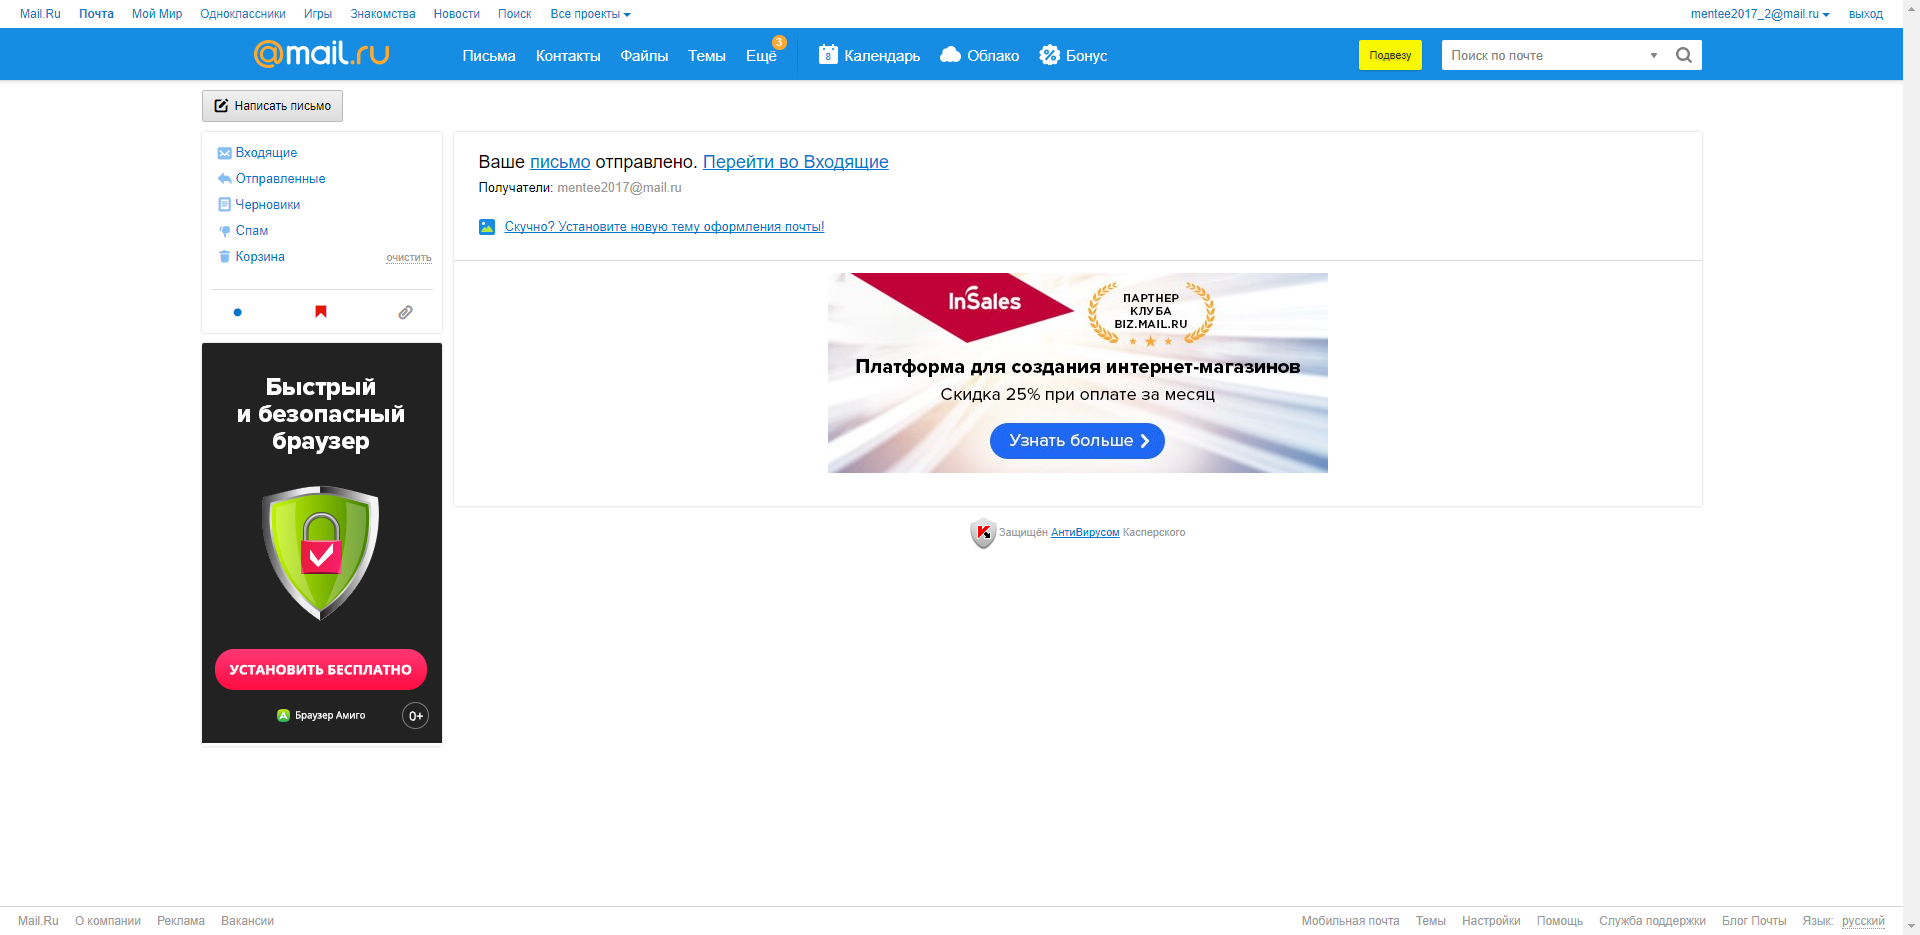 Mail.Ru Почта Мой Мир Одноклассники Игры Знакомства Новости Поиск Все проекты mentee2017_2@mail.ru выход
@mail.ru Письма Контакты Файлы Темы Ещё 3 8 Календарь Облако Бонус Подвезу Поиск по почте
Написать письмо
Входящие
Отправленные
Черновики
Спам
Корзина очистить
Ваше письмо отправлено. Перейти во Входящие
Получатели: mentee2017@mail.ru
Скучно? Установите новую тему оформления почты!
InSales
ПАРТНЕР
КЛУБА
BIZ.MAIL.RU
Платформа для создания интернет-магазинов
Скидка 25% при оплате за месяц
Узнать больше
Быстрый
и безопасный
браузер
УСТАНОВИТЬ БЕСПЛАТНО
Браузер Амиго 0+
Защищён АнтиВирусом Касперского
Mail.Ru О компании Реклама Вакансии Мобильная почта Темы Настройки Помощь Служба поддержки Блог Почты Язык: русский